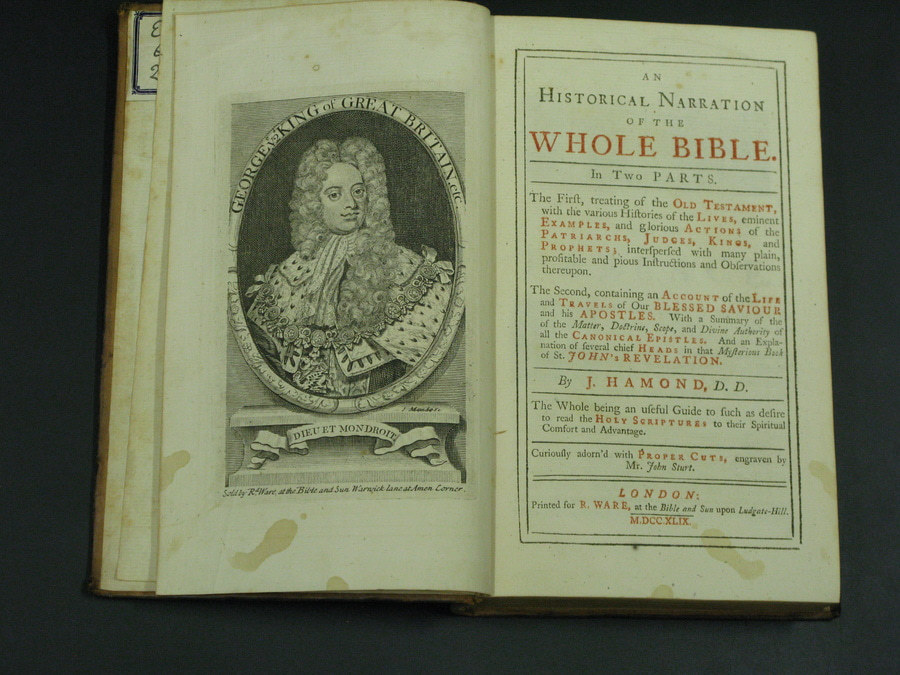 GEORGE y.e 2.d KING of GREAT BRITAIN. etc.
DIEU ET MON DROIT
Sold by R.d Ware, at the Bible and Sun Warwick lane at Amen Corner.
AN
HISTORICAL NARRATION
OF THE
WHOLE BIBLE.
In Two PARTS.
The Firſt, treating of the OLD TESTAMENT,
with the various Hiſtories of the LIVES, eminent
EXAMPLES, and glorious ACTIONS of the
PATRIARCHS, JUDGES, KINGS, and
PROPHETS; interſperſed with many plain,
profitable and pious Inſtructions and Obſervations
thereupon.
The Second, containing an ACCOUNT of the LIFE
and TRAVELS of Our BLESSED SAVIOUR
and his APOSTLES. With a Summary of the
of the Matter, Doctrine, Scope, and Divine Authority of
all the CANONICAL EPISTLES. And an Expla-
nation of ſeveral chief HEADS in that Myſterious Book
of St. JOHN's REVELATION.
By J. HAMOND, D. D.
The Whole being an uſeful Guide to ſuch as deſire
to read the HOLY SCRIPTURES to their Spiritual
Comfort and Advantage.
Curiouſly adorn'd with PROPER CUTS, engraven by
Mr. John Sturt.
LONDON:
Printed for R. WARE, at the Bible and Sun upon Ludgate-Hill.
M.DCC.XLIX.